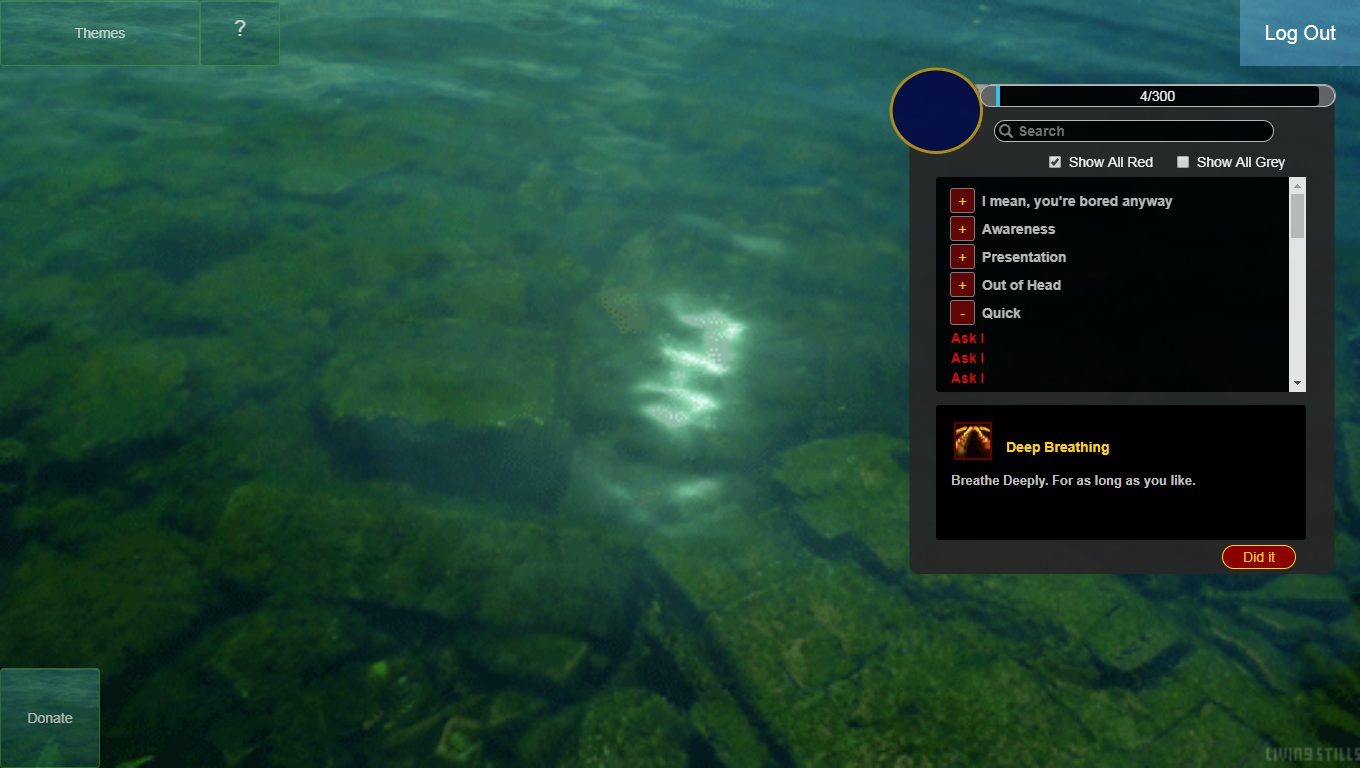 Themes
?
Log Out
4/300
Search
Show All Red
Show All Grey
+ I mean, you're bored anyway
+ Awareness
+ Presentation
+ Out of Head
- Quick
Ask I
Ask I
Ask I
Deep Breathing
Breathe Deeply. For as long as you like.
Did it
Donate
LIVING STILLS